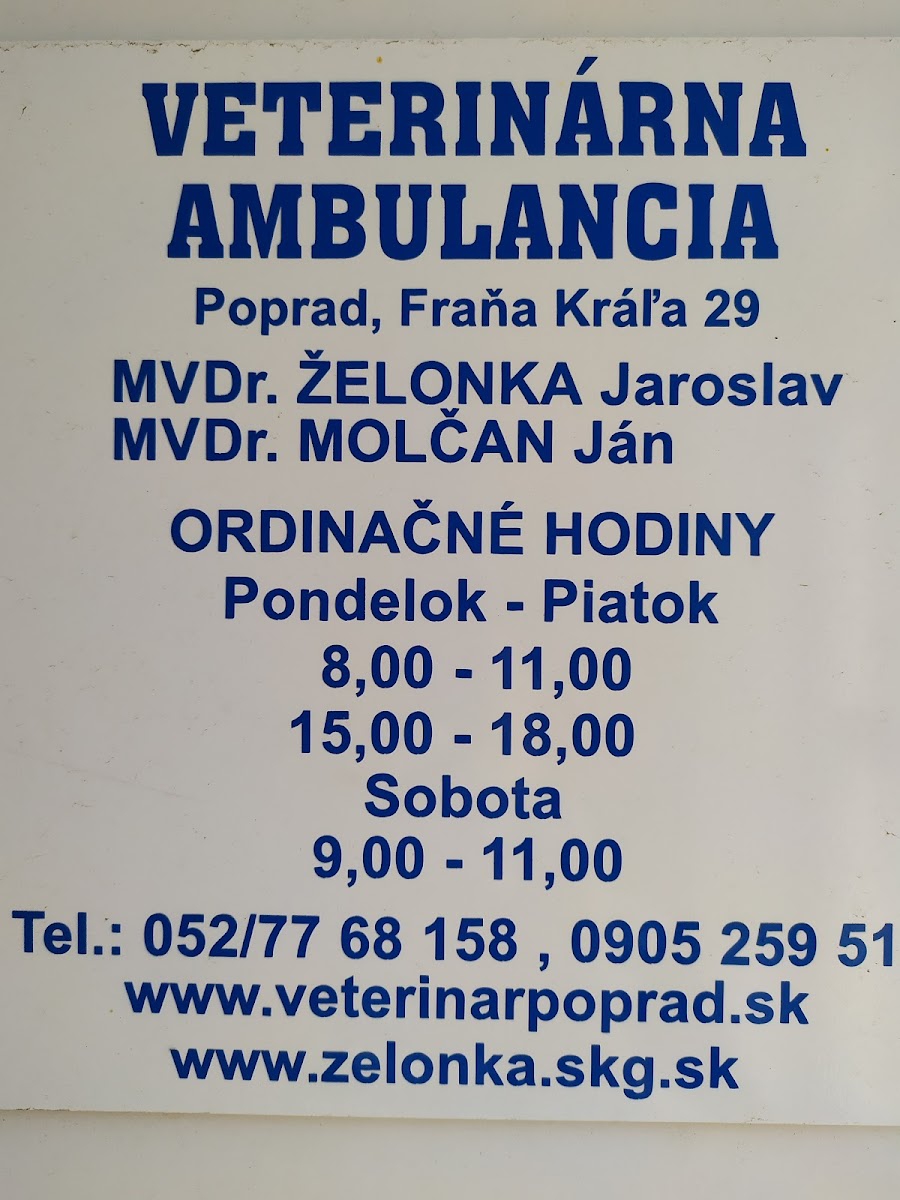 VETERINÁRNA
AMBULANCIA
Poprad, Fraňa Kráľa 29
MVDr. ŽELONKA Jaroslav
MVDr. MOLČAN Ján
ORDINAČNÉ HODINY
Pondelok - Piatok
8,00 - 11,00
15,00 - 18,00
Sobota
9,00 - 11,00
Tel.: 052/77 68 158 , 0905 259 51
www.veterinarpoprad.sk
www.zelonka.skg.sk